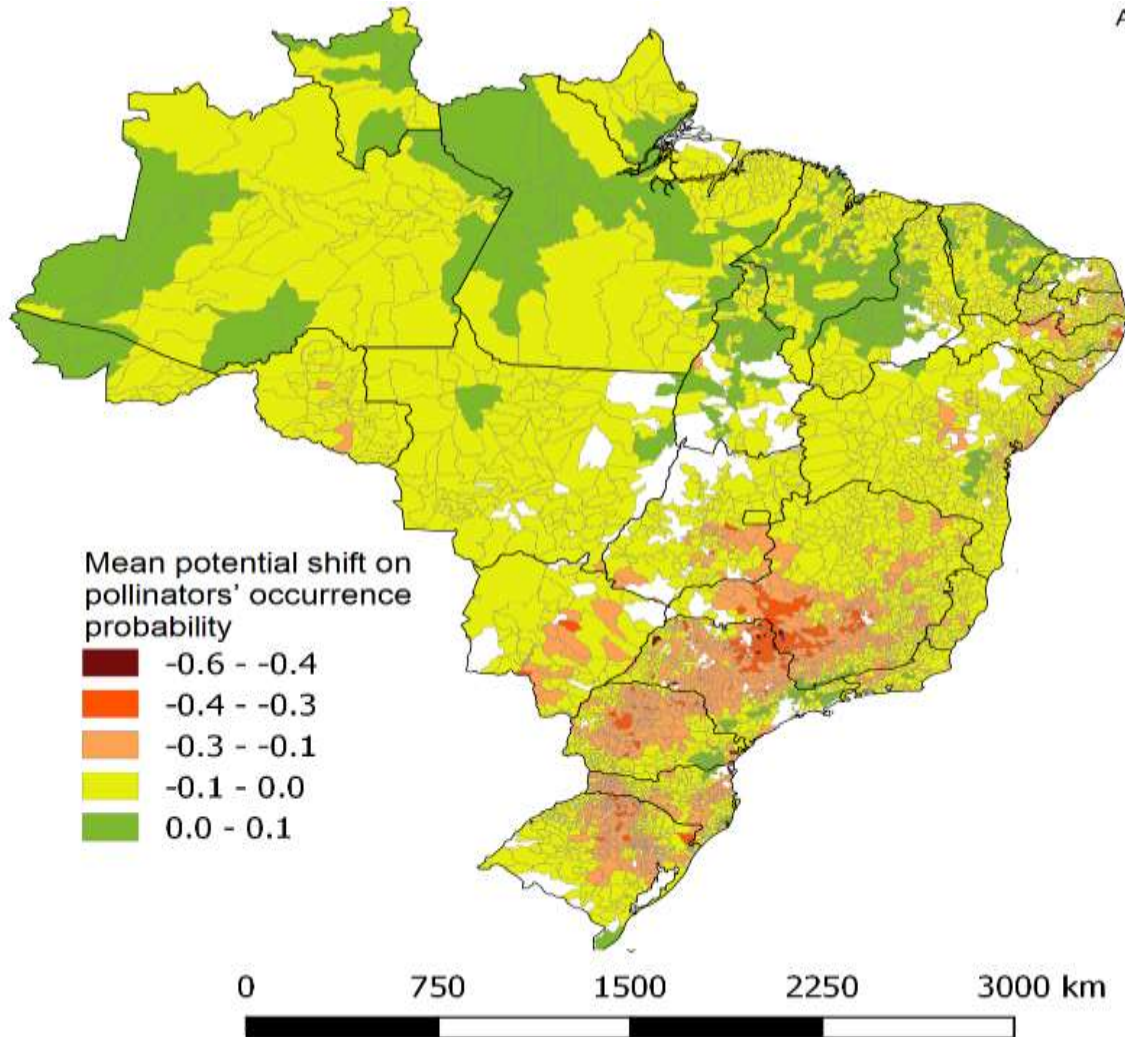 A
Mean potential shift on
pollinators' occurrence
probability
-0.6 - -0.4
-0.4 - -0.3
-0.3 - -0.1
-0.1 - 0.0
0.0 - 0.1
0 750 1500 2250 3000 km